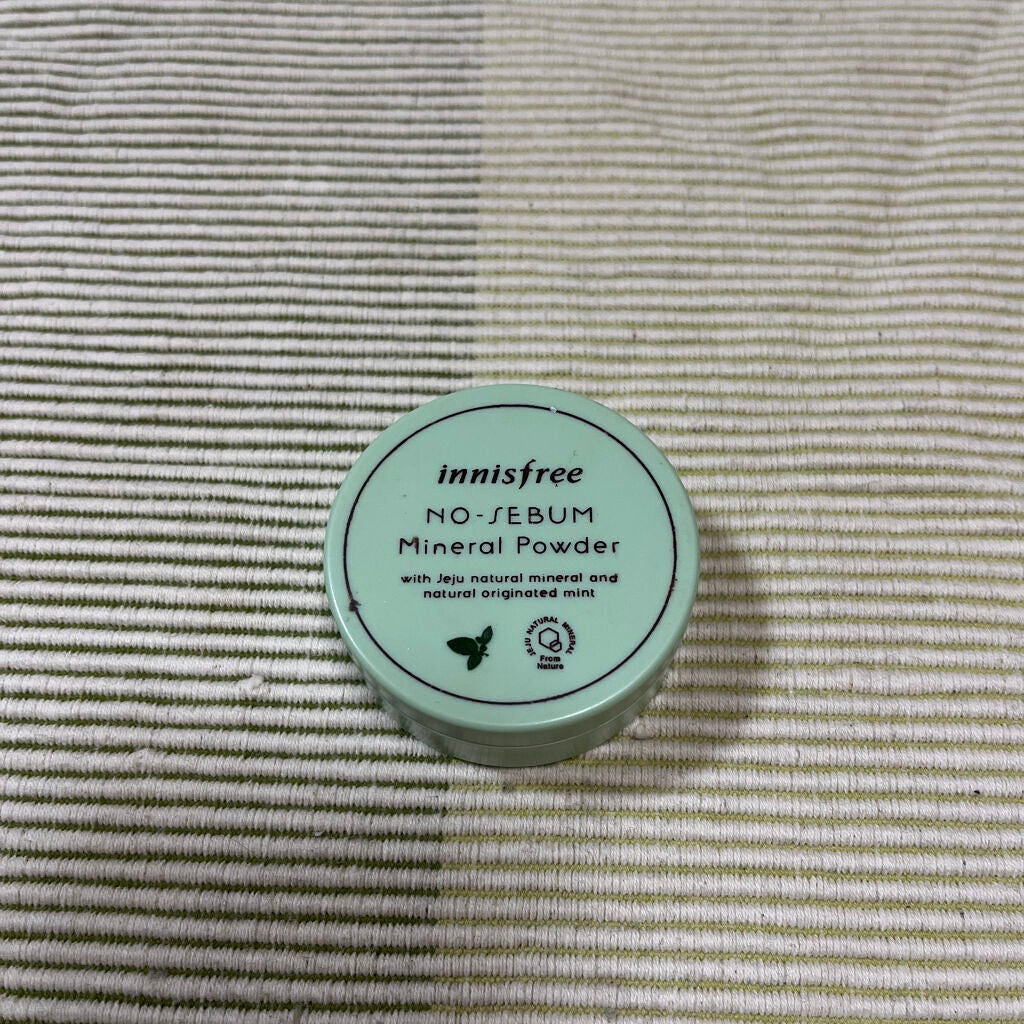 innisfree
NO-SEBUM
Mineral Powder
with Jeju natural mineral and
natural originated mint
JEJU NATURAL MINERAL
From
Nature